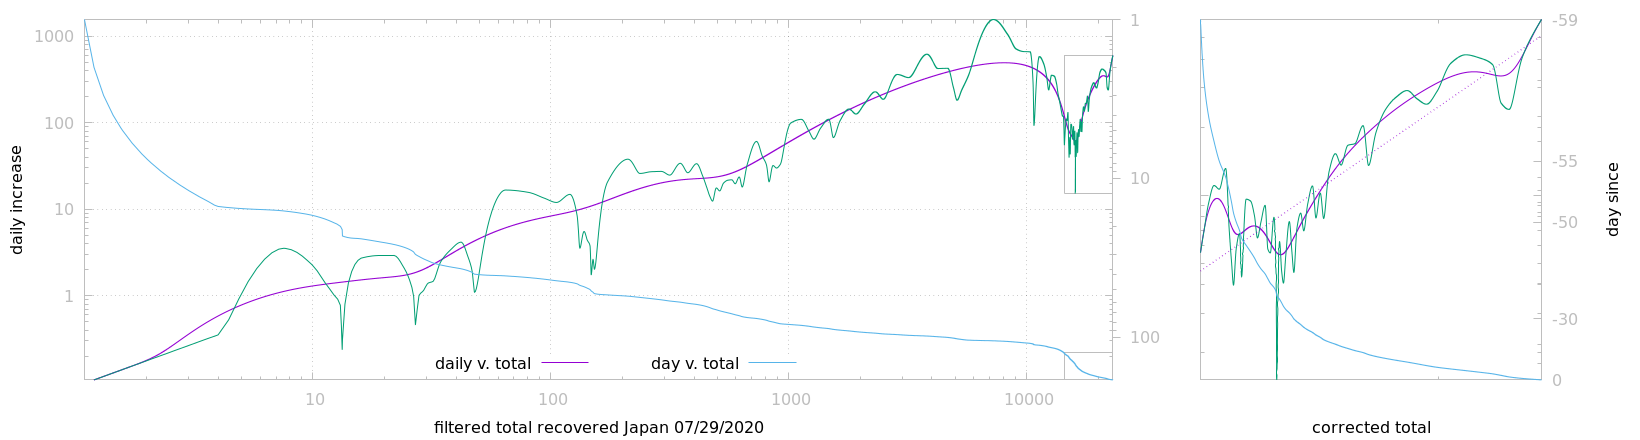 1000
100
10
1
daily increase
daily v. total
day v. total
10
100
1000
10000
filtered total recovered Japan 07/29/2020
1
10
100
-59
-55
-50
-30
0
day since
corrected total